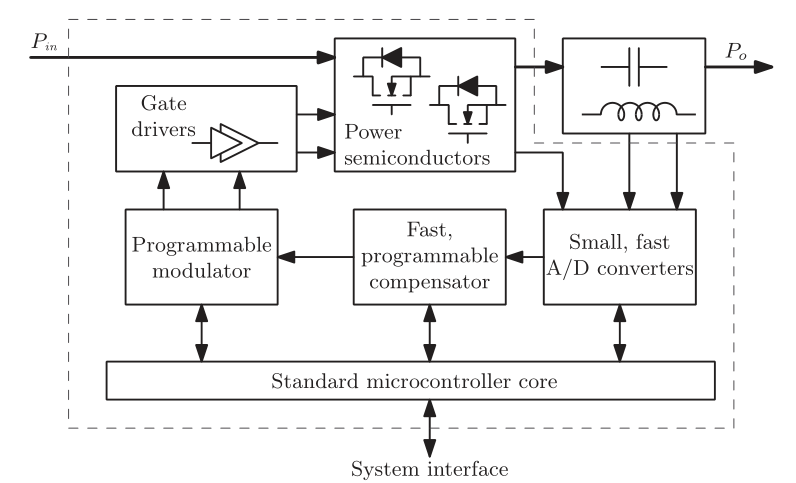 P_in
P_o
Gate
drivers
Power
semiconductors
Programmable
modulator
Fast,
programmable
compensator
Small, fast
A/D converters
Standard microcontroller core
System interface